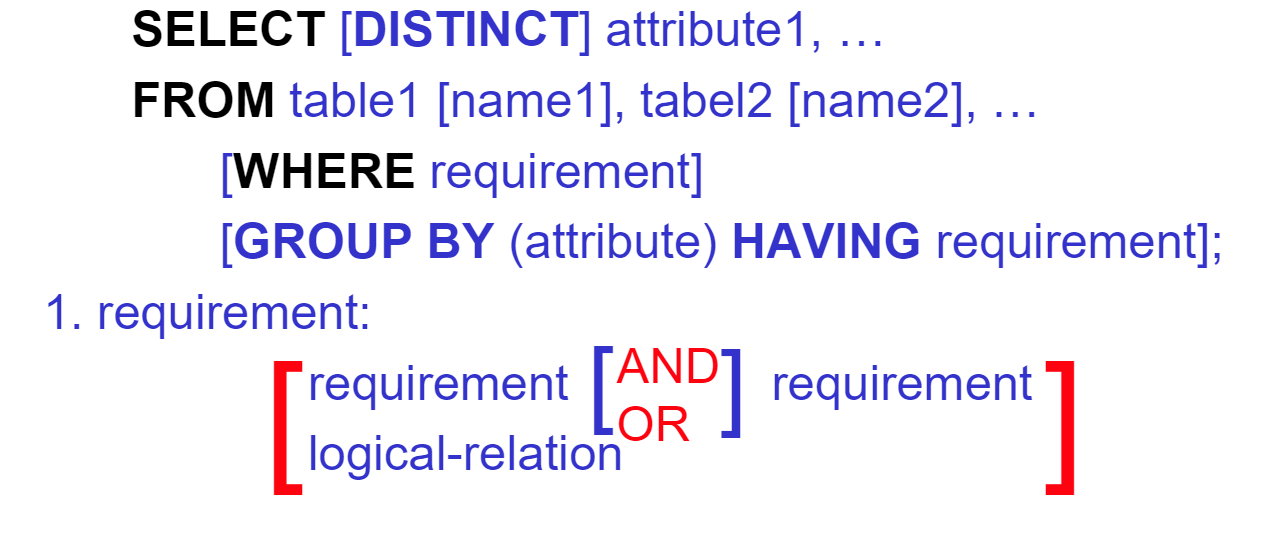 SELECT [DISTINCT] attribute1, …
FROM table1 [name1], tabel2 [name2], …
[WHERE requirement]
[GROUP BY (attribute) HAVING requirement];
1. requirement:
requirement [AND OR] requirement
logical-relation